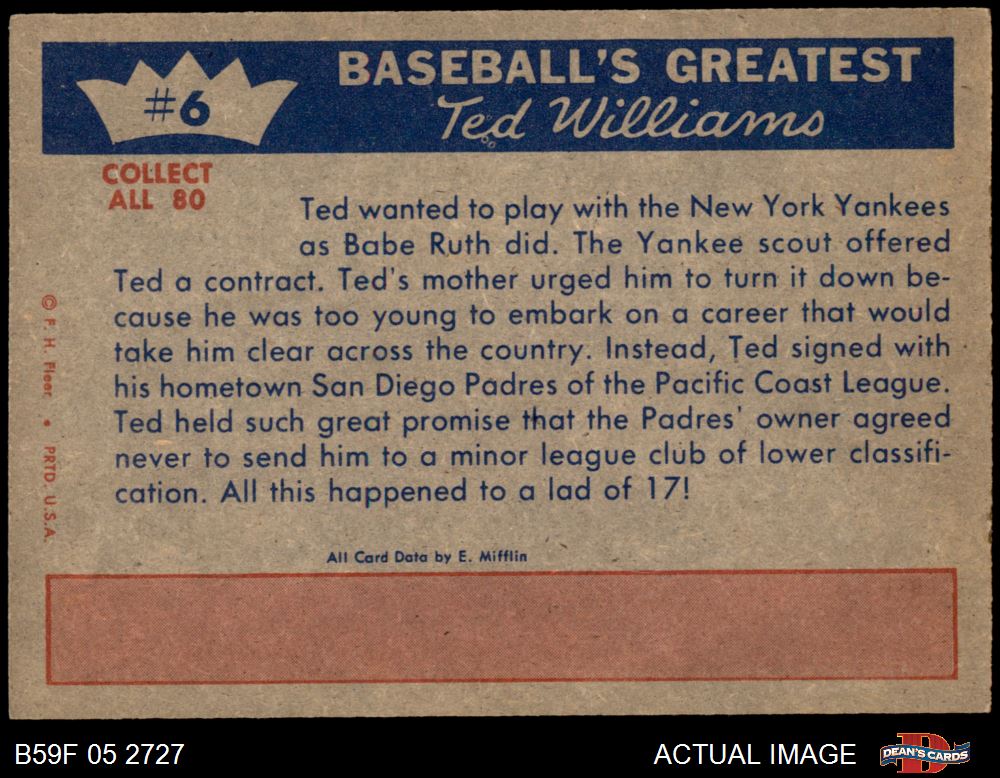 #6
BASEBALL'S GREATEST
Ted Williams
COLLECT
ALL 80
Ted wanted to play with the New York Yankees
as Babe Ruth did. The Yankee scout offered
Ted a contract. Ted's mother urged him to turn it down be-
cause he was too young to embark on a career that would
take him clear across the country. Instead, Ted signed with
his hometown San Diego Padres of the Pacific Coast League.
Ted held such great promise that the Padres' owner agreed
never to send him to a minor league club of lower classifi-
cation. All this happened to a lad of 17!
© F. H. Fleer. • PRTD. U.S.A.
All Card Data by E. Mifflin
B59F 05 2727
ACTUAL IMAGE
DEAN'S CARDS